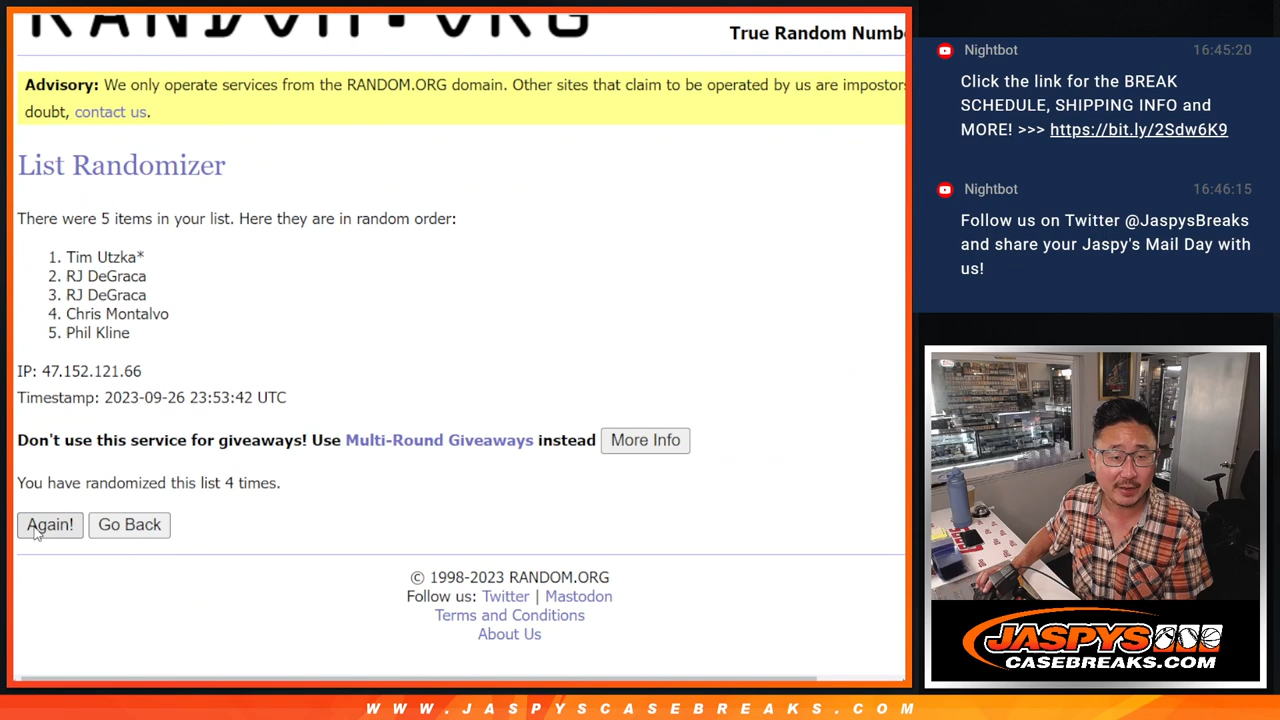 RANDOM.ORG
True Random Numbe
Advisory: We only operate services from the RANDOM.ORG domain. Other sites that claim to be operated by us are impostors
doubt, contact us.
List Randomizer
There were 5 items in your list. Here they are in random order:
1. Tim Utzka*
2. RJ DeGraca
3. RJ DeGraca
4. Chris Montalvo
5. Phil Kline
IP: 47.152.121.66
Timestamp: 2023-09-26 23:53:42 UTC
Don't use this service for giveaways! Use Multi-Round Giveaways instead More Info
You have randomized this list 4 times.
Again! Go Back
© 1998-2023 RANDOM.ORG
Follow us: Twitter | Mastodon
Terms and Conditions
About Us
Nightbot 16:45:20
Click the link for the BREAK
SCHEDULE, SHIPPING INFO and
MORE! >>> https://bit.ly/2Sdw6K9
Nightbot 16:46:15
Follow us on Twitter @JaspysBreaks
and share your Jaspy's Mail Day with
us!
JASPYS
CASEBREAKS.COM
WWW.JASPYSCASEBREAKS.COM